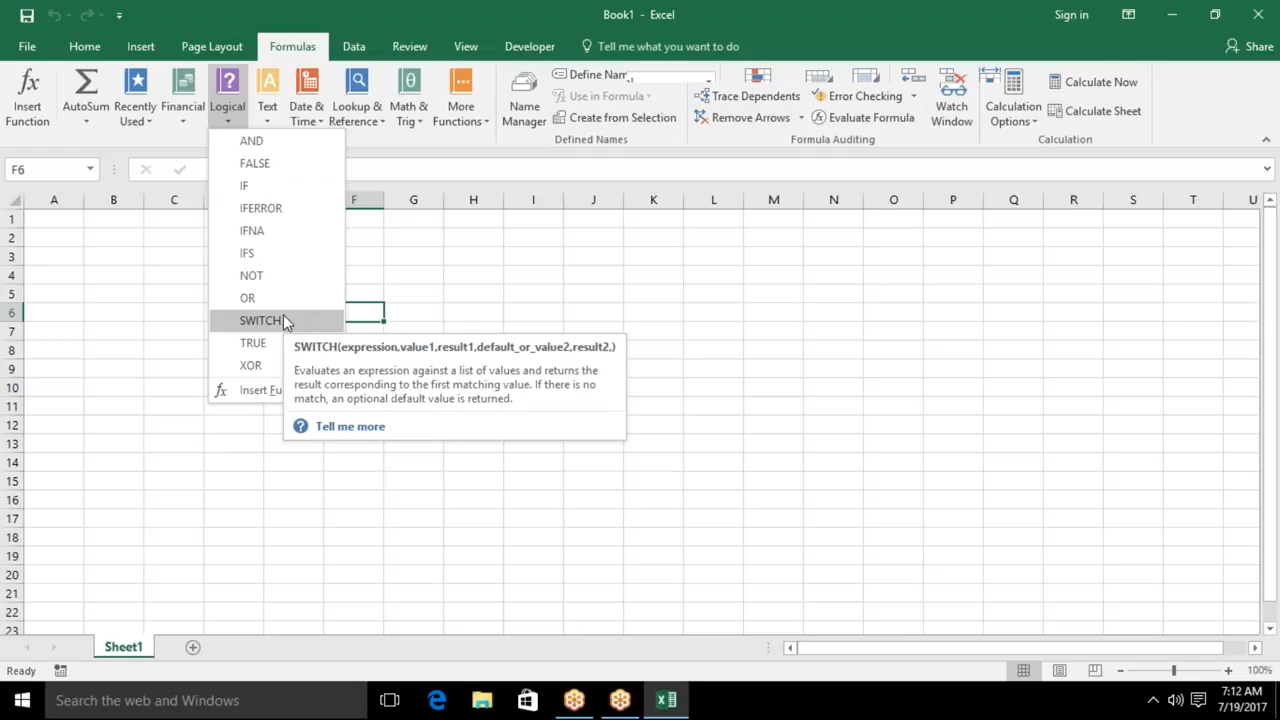 Book1 - Excel
Sign in
File Home Insert Page Layout Formulas Data Review View Developer Tell me what you want to do Share
Insert Function
AutoSum
Recently Used
Financial
Logical
Text
Date & Time
Lookup & Reference
Math & Trig
More Functions
Name Manager
Define Nam
Use in Formula
Create from Selection
Defined Names
Trace Dependents
Remove Arrows
Error Checking
Evaluate Formula
Formula Auditing
Watch Window
Calculation Options
Calculate Now
Calculate Sheet
Calculation
F6
A B C F G H I J K L M N O P Q R S T U
AND
FALSE
IF
IFERROR
IFNA
IFS
NOT
OR
SWITCH
TRUE
XOR
fx Insert Fu
SWITCH(expression,value1,result1,default_or_value2,result2,)
Evaluates an expression against a list of values and returns the
result corresponding to the first matching value. If there is no
match, an optional default value is returned.
? Tell me more
1
2
3
4
5
6
7
8
9
10
11
12
13
14
15
16
17
18
19
20
21
22
23
Sheet1
Ready
100%
Search the web and Windows
7:12 AM
7/19/2017